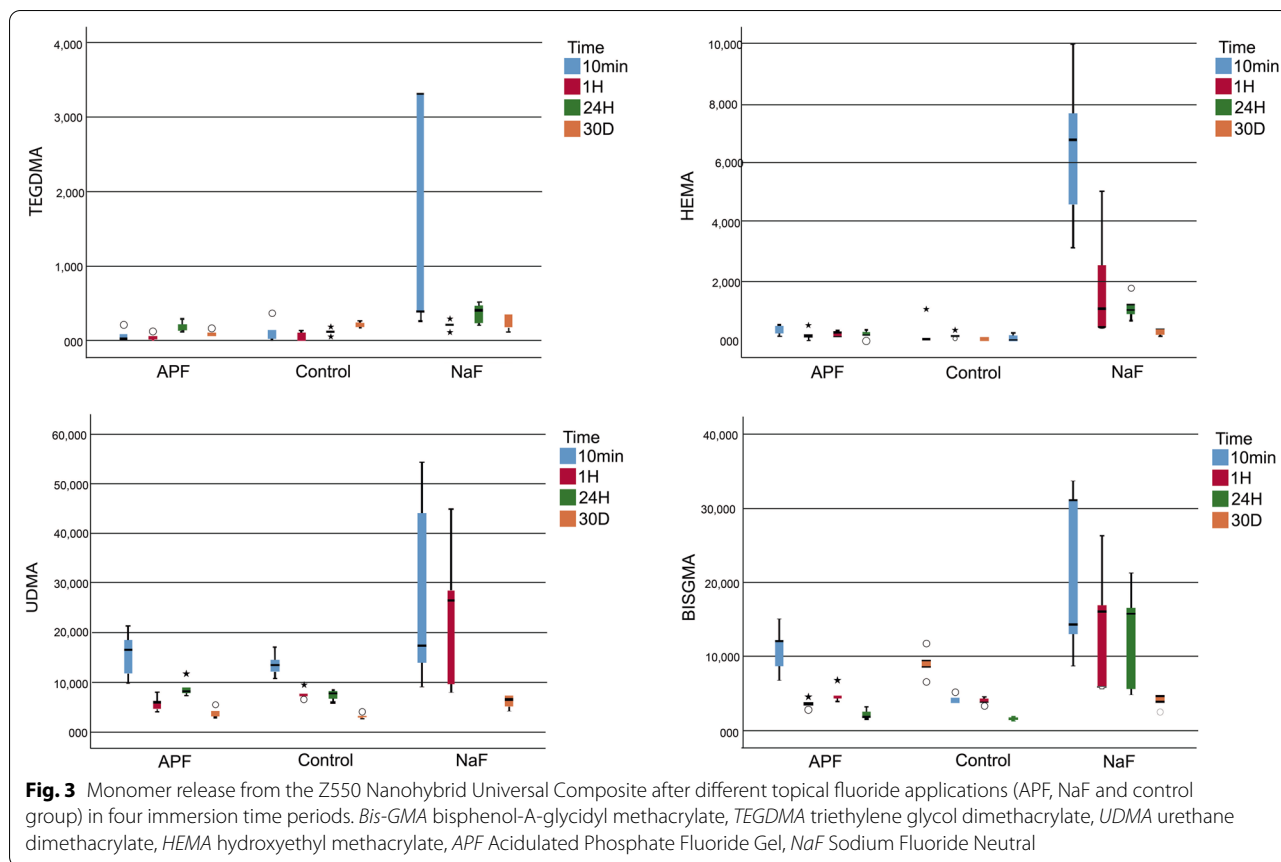 4,000
3,000
2,000
1,000
000
TEGDMA
APF
Control
NaF
Time
10min
1H
24H
30D
10,000
8,000
6,000
4,000
2,000
000
HEMA
APF
Control
NaF
Time
10min
1H
24H
30D
60,000
50,000
40,000
30,000
20,000
10,000
000
UDMA
APF
Control
NaF
Time
10min
1H
24H
30D
40,000
30,000
20,000
10,000
000
BISGMA
APF
Control
NaF
Time
10min
1H
24H
30D
Fig. 3 Monomer release from the Z550 Nanohybrid Universal Composite after different topical fluoride applications (APF, NaF and control
group) in four immersion time periods. Bis-GMA bisphenol-A-glycidyl methacrylate, TEGDMA triethylene glycol dimethacrylate, UDMA urethane
dimethacrylate, HEMA hydroxyethyl methacrylate, APF Acidulated Phosphate Fluoride Gel, NaF Sodium Fluoride Neutral